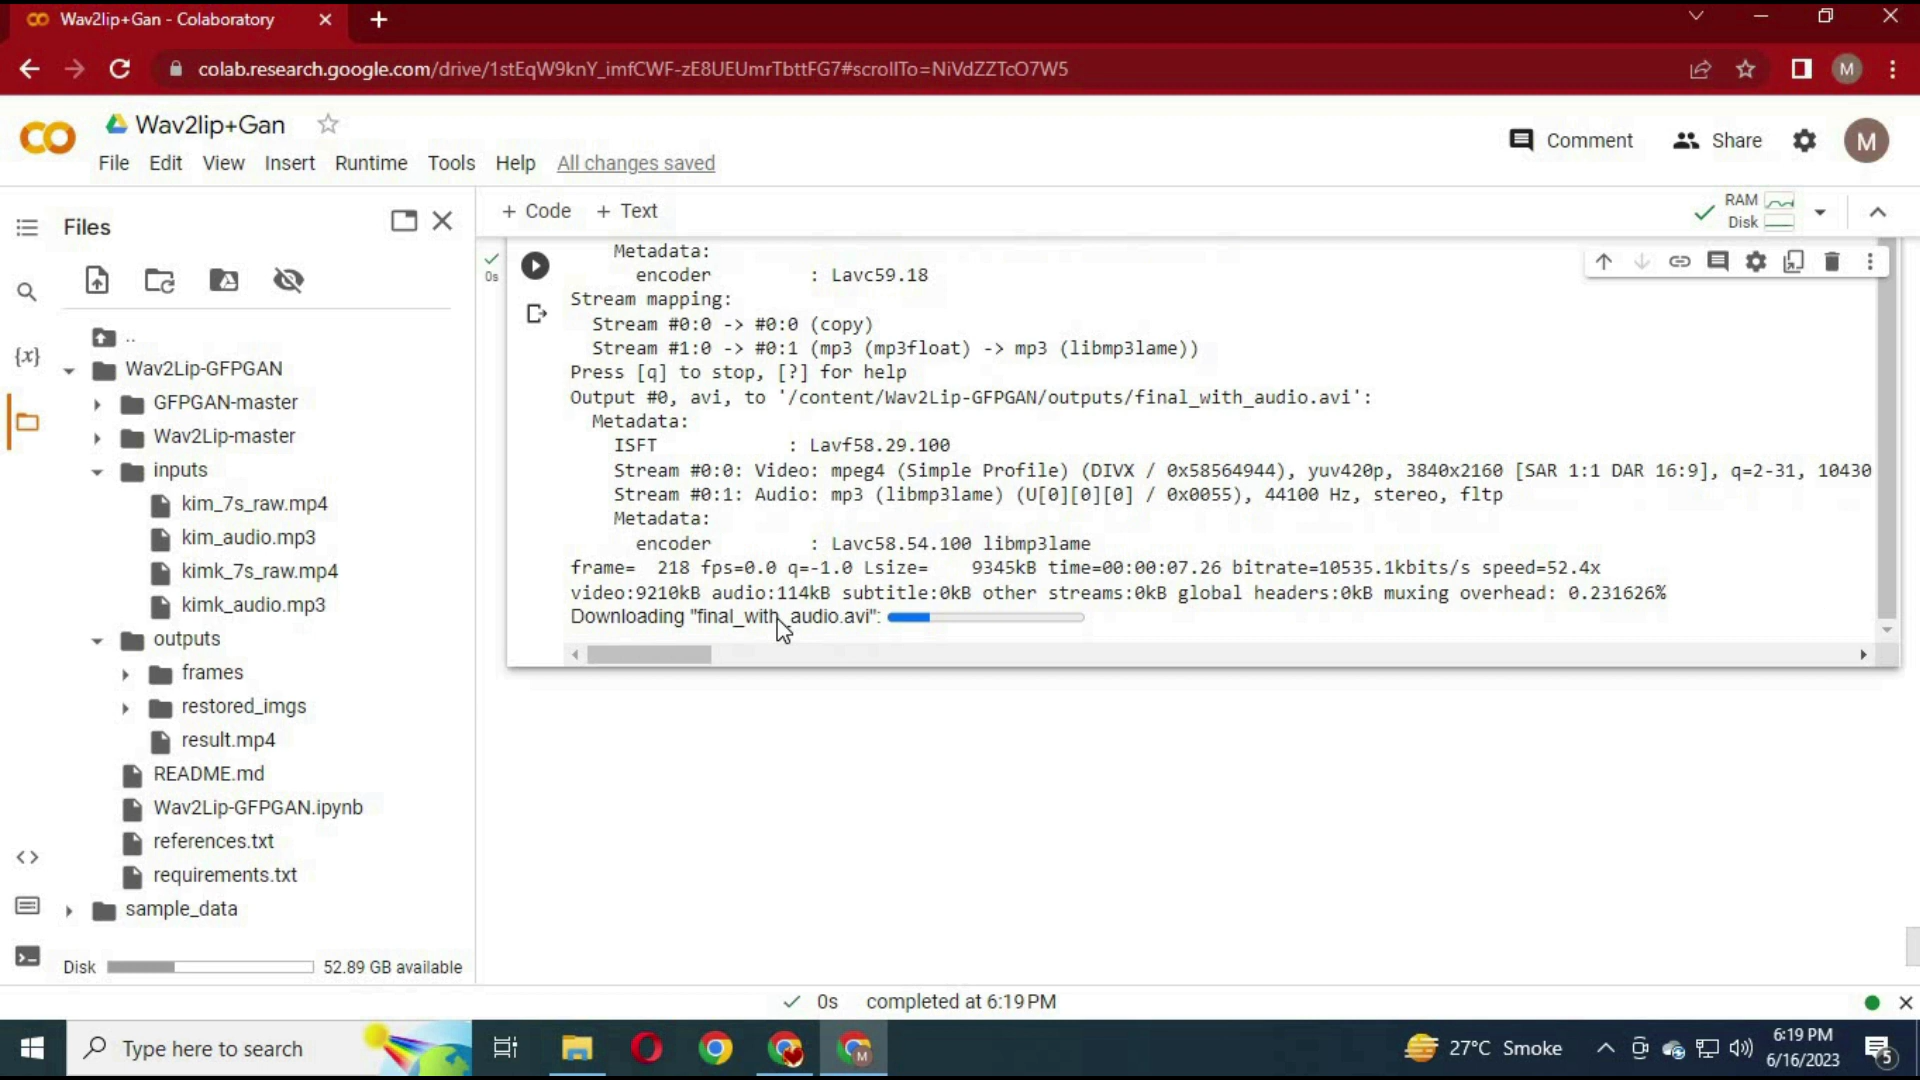 Wav2lip+Gan - Colaboratory
colab.research.google.com/drive/1stEqW9knY_imfCWF-zE8UEUmrTbttFG7#scrollTo=NiVdZZTcO7W5
M
Wav2lip+Gan
File Edit View Insert Runtime Tools Help All changes saved
Comment Share M
Files
+ Code + Text
RAM
Disk
..
Wav2Lip-GFPGAN
GFPGAN-master
Wav2Lip-master
inputs
kim_7s_raw.mp4
kim_audio.mp3
kimk_7s_raw.mp4
kimk_audio.mp3
outputs
frames
restored_imgs
result.mp4
README.md
Wav2Lip-GFPGAN.ipynb
references.txt
requirements.txt
sample_data
Disk 52.89 GB available
{x}
0s
Metadata:
encoder : Lavc59.18
Stream mapping:
Stream #0:0 -> #0:0 (copy)
Stream #1:0 -> #0:1 (mp3 (mp3float) -> mp3 (libmp3lame))
Press [q] to stop, [?] for help
Output #0, avi, to '/content/Wav2Lip-GFPGAN/outputs/final_with_audio.avi':
Metadata:
ISFT : Lavf58.29.100
Stream #0:0: Video: mpeg4 (Simple Profile) (DIVX / 0x58564944), yuv420p, 3840x2160 [SAR 1:1 DAR 16:9], q=2-31, 10430
Stream #0:1: Audio: mp3 (libmp3lame) (U[0][0][0] / 0x0055), 44100 Hz, stereo, fltp
Metadata:
encoder : Lavc58.54.100 libmp3lame
frame= 218 fps=0.0 q=-1.0 Lsize= 9345kB time=00:00:07.26 bitrate=10535.1kbits/s speed=52.4x
video:9210kB audio:114kB subtitle:0kB other streams:0kB global headers:0kB muxing overhead: 0.231626%
Downloading "final_with_audio.avi":
0s completed at 6:19 PM
Type here to search
M
27°C Smoke
6:19 PM
6/16/2023
5